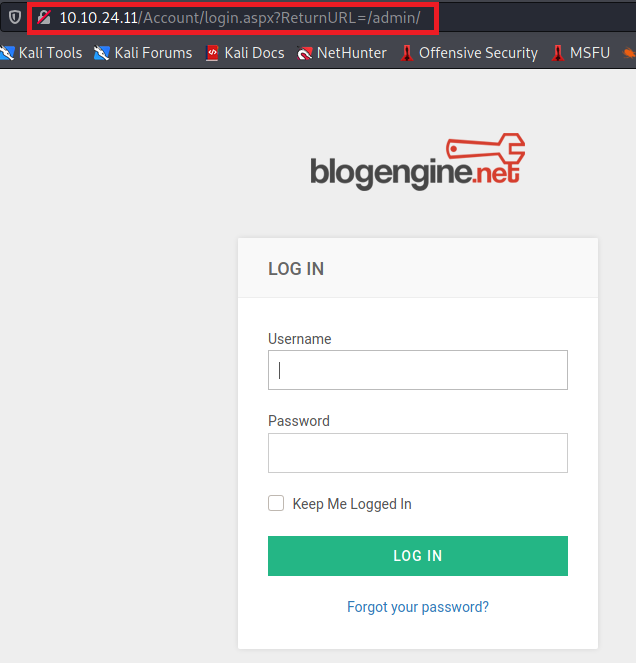 10.10.24.11/Account/login.aspx?ReturnURL=/admin/
Kali Tools Kali Forums Kali Docs NetHunter Offensive Security MSFU
blogengine.net
LOG IN
Username
Password
Keep Me Logged In
LOG IN
Forgot your password?